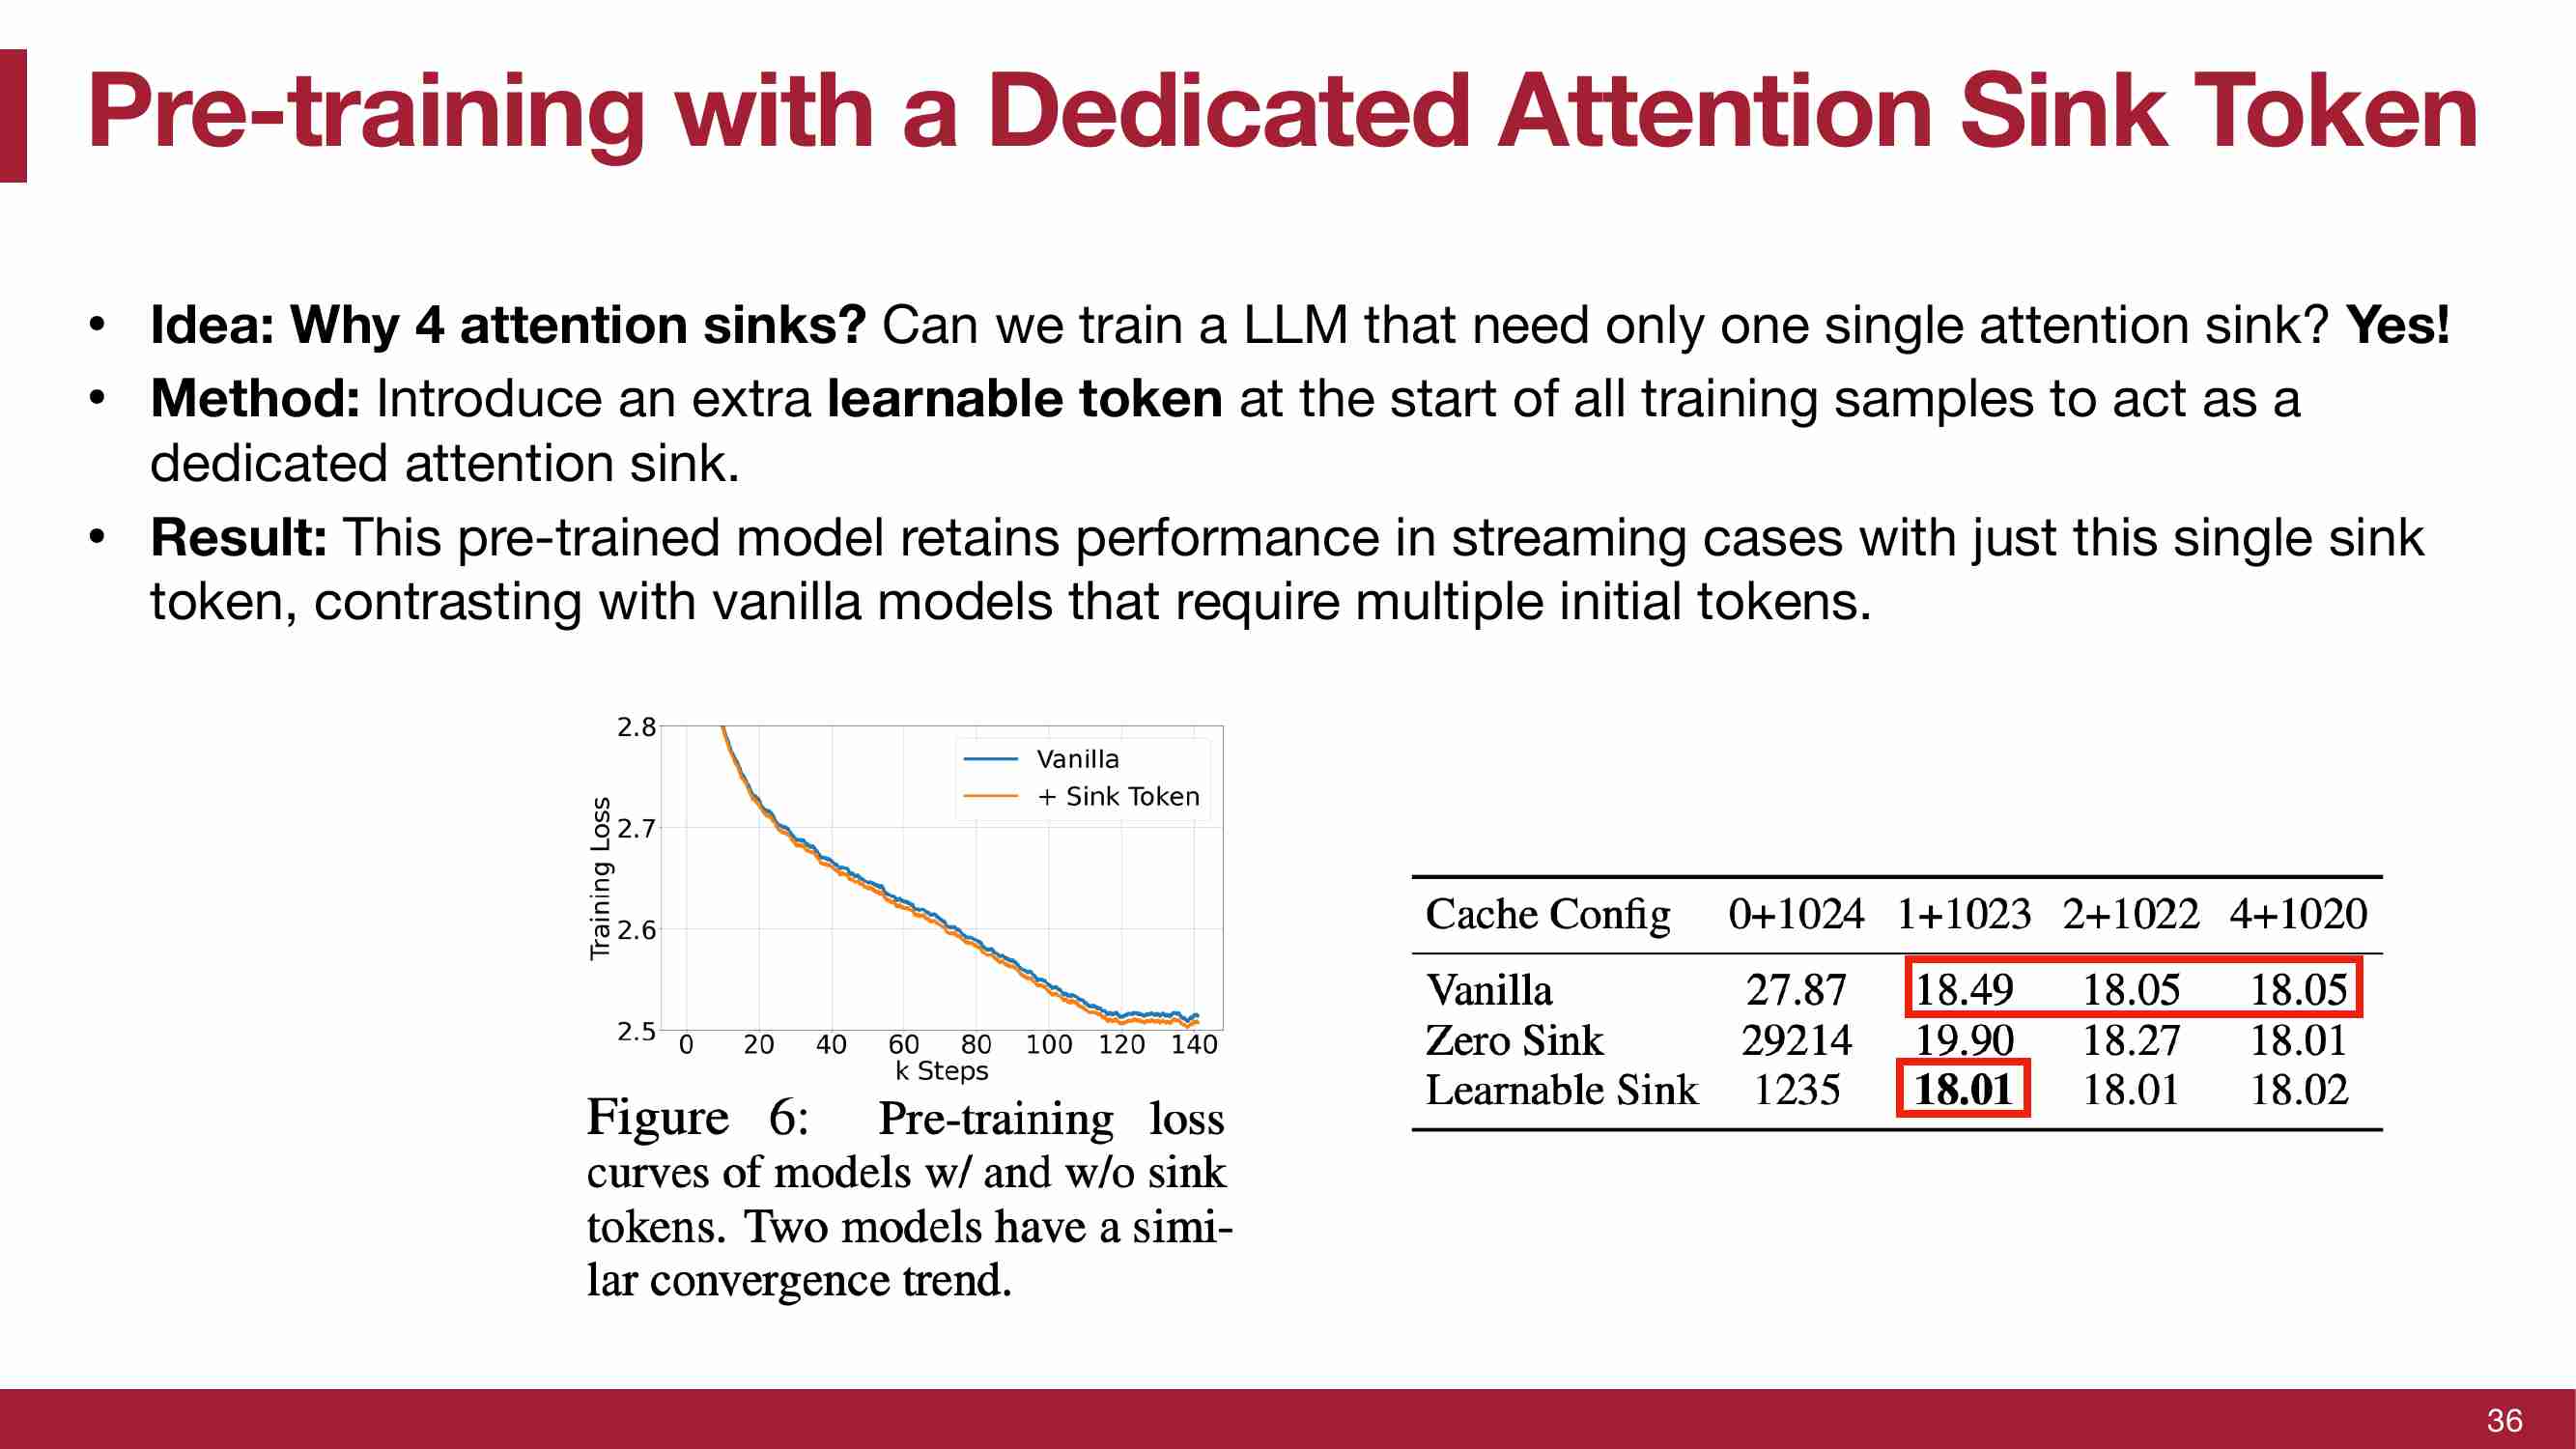 Pre-training with a Dedicated Attention Sink Token
• Idea: Why 4 attention sinks? Can we train a LLM that need only one single attention sink? Yes!
• Method: Introduce an extra learnable token at the start of all training samples to act as a
dedicated attention sink.
• Result: This pre-trained model retains performance in streaming cases with just this single sink
token, contrasting with vanilla models that require multiple initial tokens.
2.8
2.7
2.6
2.5
Training Loss
Vanilla
+ Sink Token
0 20 40 60 80 100 120 140
k Steps
Figure 6: Pre-training loss
curves of models w/ and w/o sink
tokens. Two models have a simi-
lar convergence trend.
Cache Config 0+1024 1+1023 2+1022 4+1020
Vanilla 27.87 18.49 18.05 18.05
Zero Sink 29214 19.90 18.27 18.01
Learnable Sink 1235 18.01 18.01 18.02
36